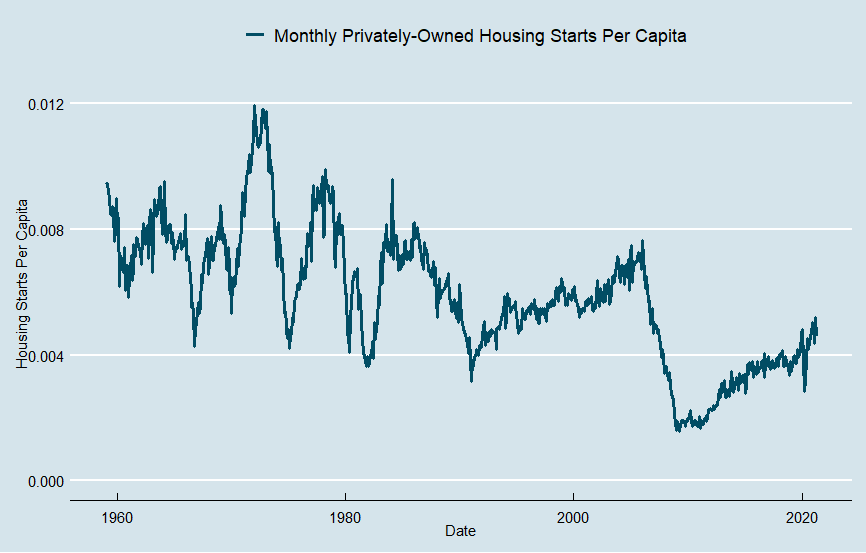 Monthly Privately-Owned Housing Starts Per Capita
0.012
0.008
0.004
0.000
Housing Starts Per Capita
1960
1980
2000
2020
Date